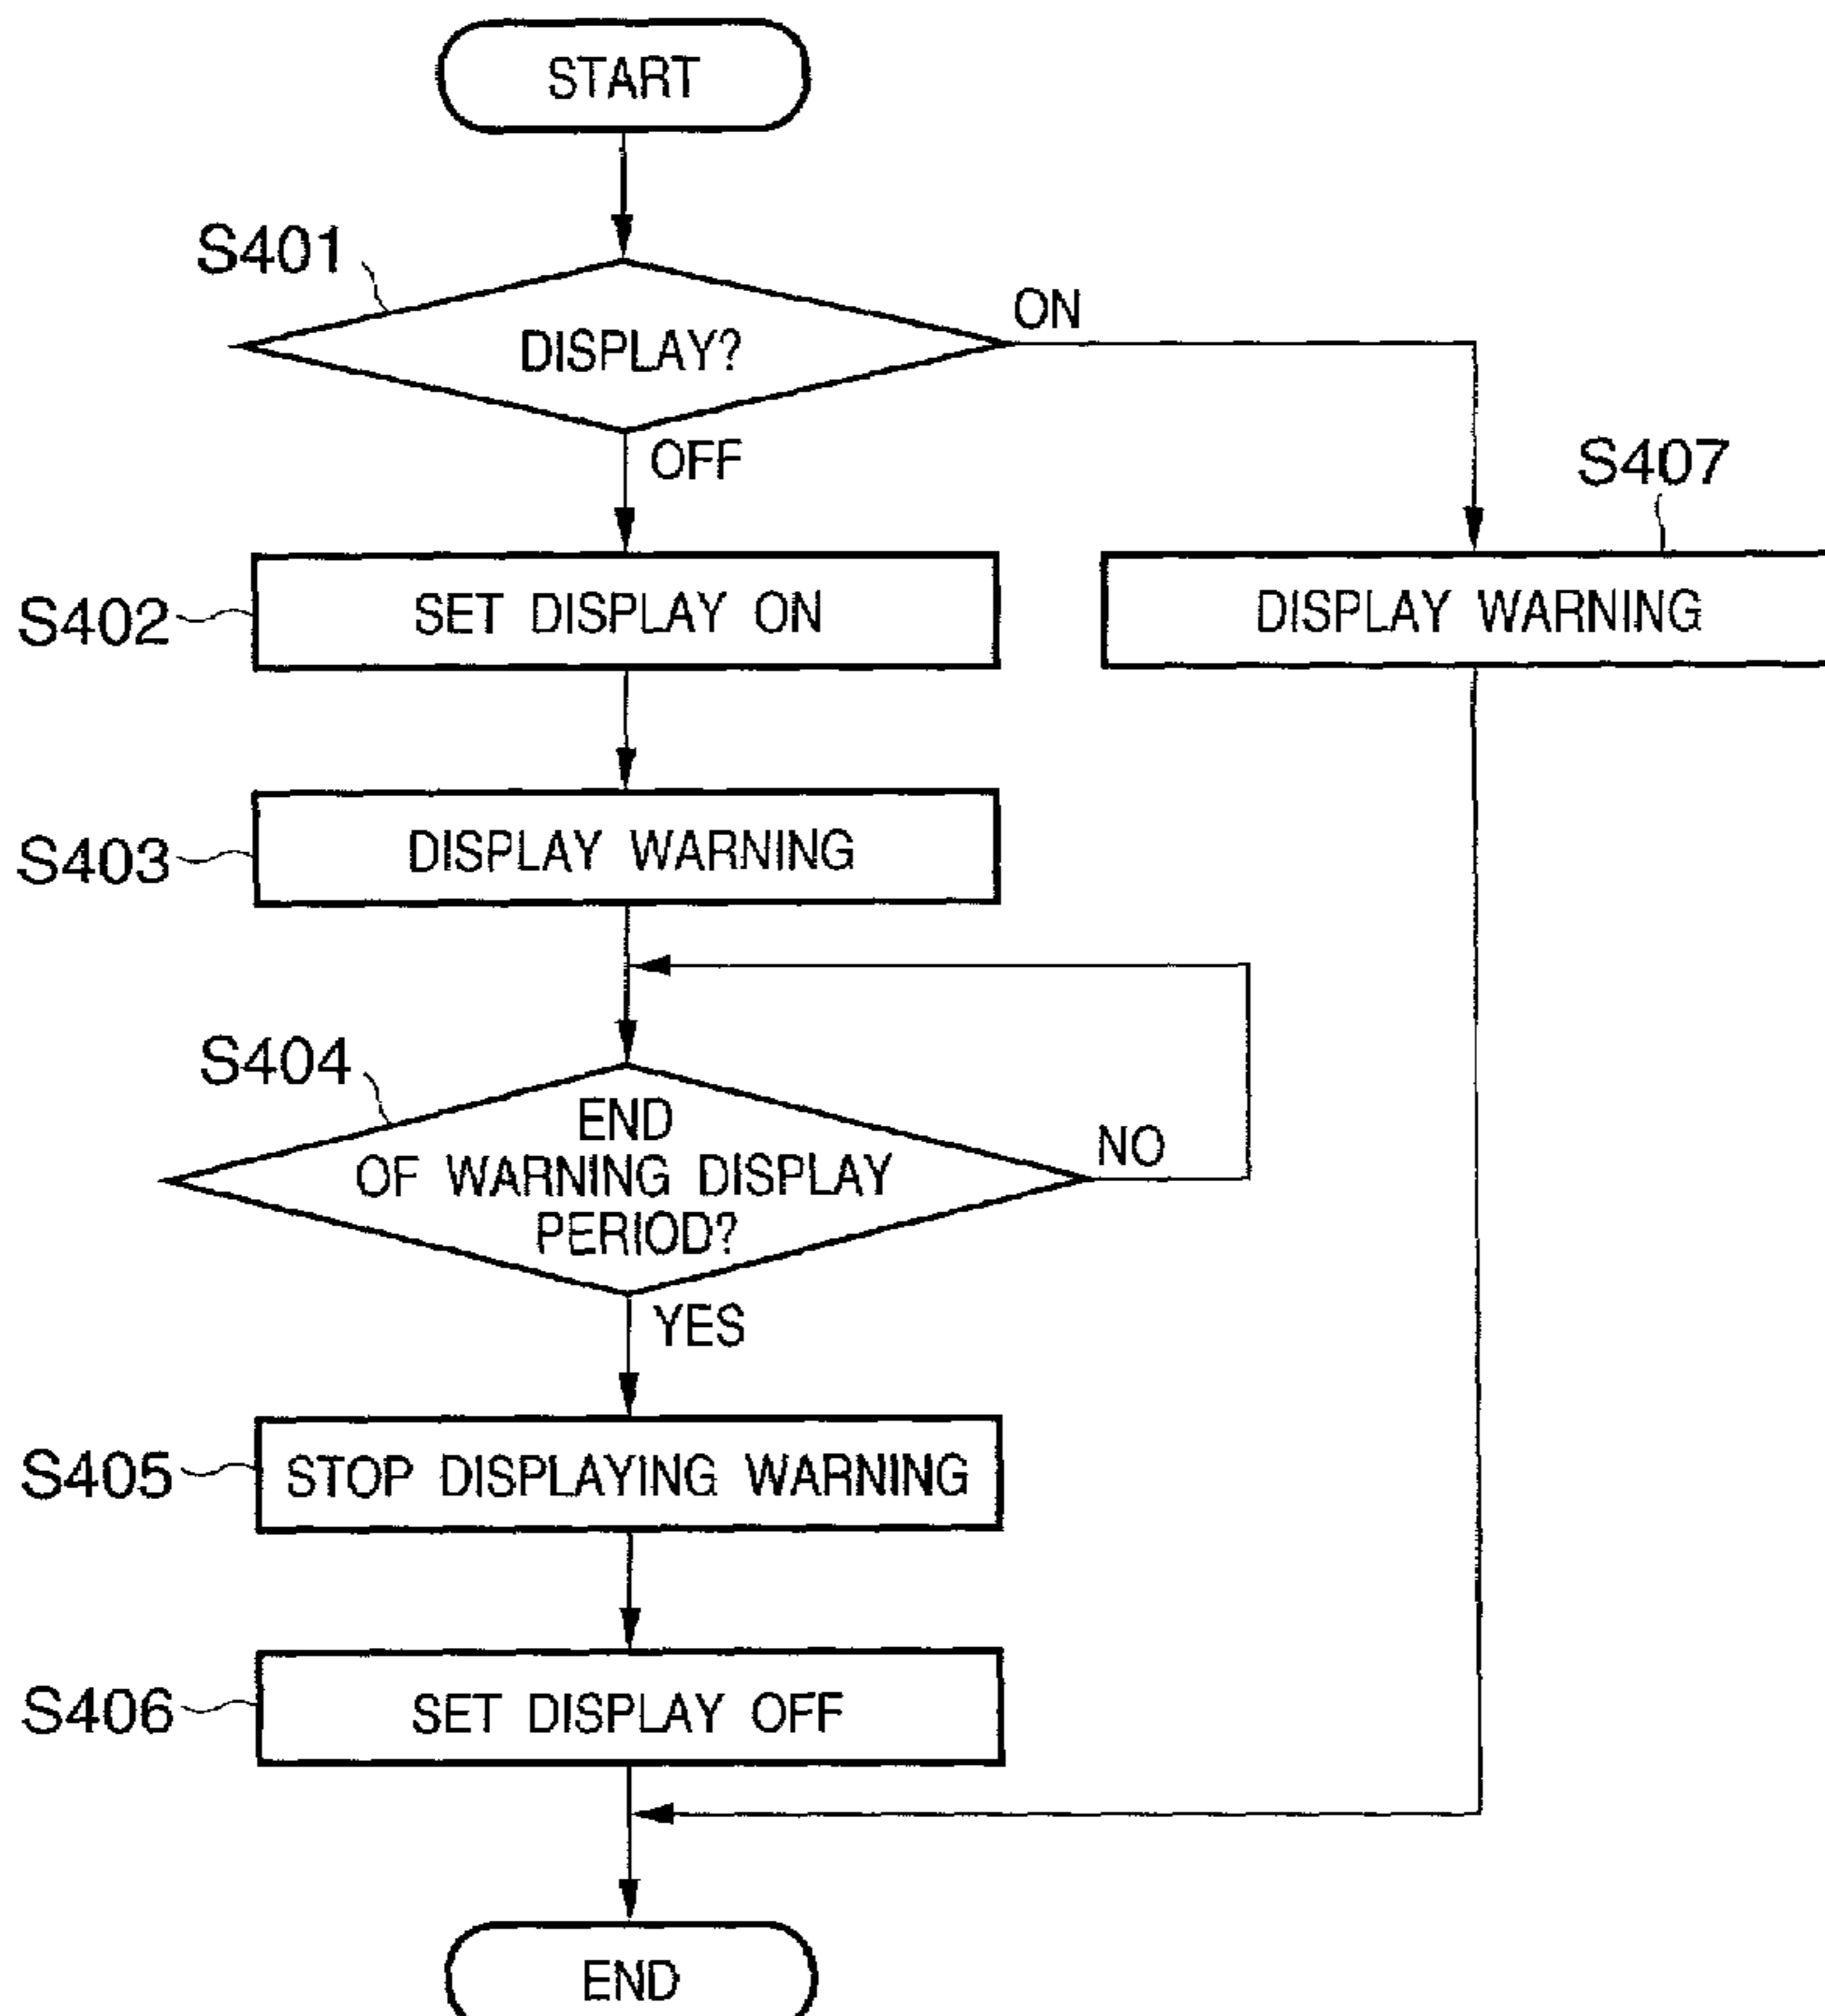 START
S401
DISPLAY?
ON
OFF
S407
S402
SET DISPLAY ON
DISPLAY WARNING
S403
DISPLAY WARNING
S404
END
OF WARNING DISPLAY
PERIOD?
NO
YES
S405
STOP DISPLAYING WARNING
S406
SET DISPLAY OFF
END